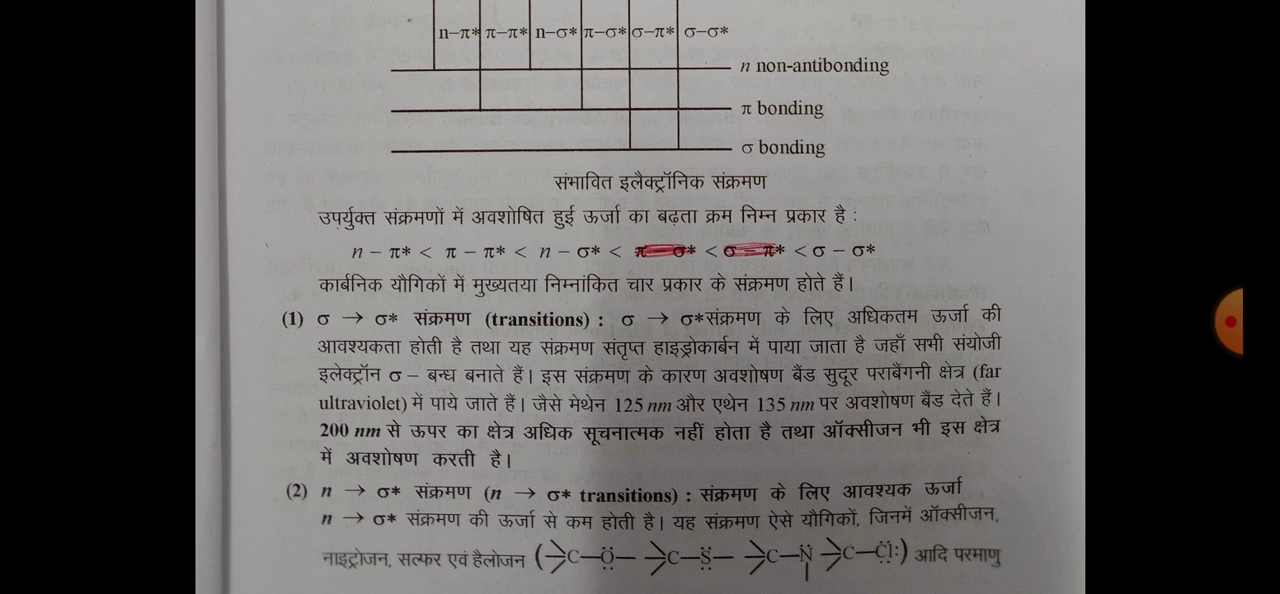 n–π* π–π* n–σ* π–σ* σ–π* σ–σ*
n non-antibonding
π bonding
σ bonding
संभावित इलैक्ट्रॉनिक संक्रमण
उपर्युक्त संक्रमणों में अवशोषित हुई ऊर्जा का बढ़ता क्रम निम्न प्रकार है :
n – π* < π – π* < n – σ* < π – σ* < σ – π* < σ – σ*
कार्बनिक यौगिकों में मुख्यतया निम्नांकित चार प्रकार के संक्रमण होते हैं।
(1) σ → σ* संक्रमण (transitions) : σ → σ*संक्रमण के लिए अधिकतम ऊर्जा की
आवश्यकता होती है तथा यह संक्रमण संतृप्त हाइड्रोकार्बन में पाया जाता है जहाँ सभी संयोजी
इलेक्ट्रॉन σ – बन्ध बनाते हैं। इस संक्रमण के कारण अवशोषण बैंड सुदूर पराबैंगनी क्षेत्र (far
ultraviolet) में पाये जाते हैं। जैसे मेथेन 125 nm और एथेन 135 nm पर अवशोषण बैंड देते हैं।
200 nm से ऊपर का क्षेत्र अधिक सूचनात्मक नहीं होता है तथा ऑक्सीजन भी इस क्षेत्र
में अवशोषण करती है।
(2) n → σ* संक्रमण (n → σ* transitions) : संक्रमण के लिए आवश्यक ऊर्जा
n → σ* संक्रमण की ऊर्जा से कम होती है। यह संक्रमण ऐसे यौगिकों, जिनमें ऑक्सीजन,
नाइट्रोजन, सल्फर एवं हैलोजन (C–O– C–S– C–N C–Cl:) आदि परमाणु